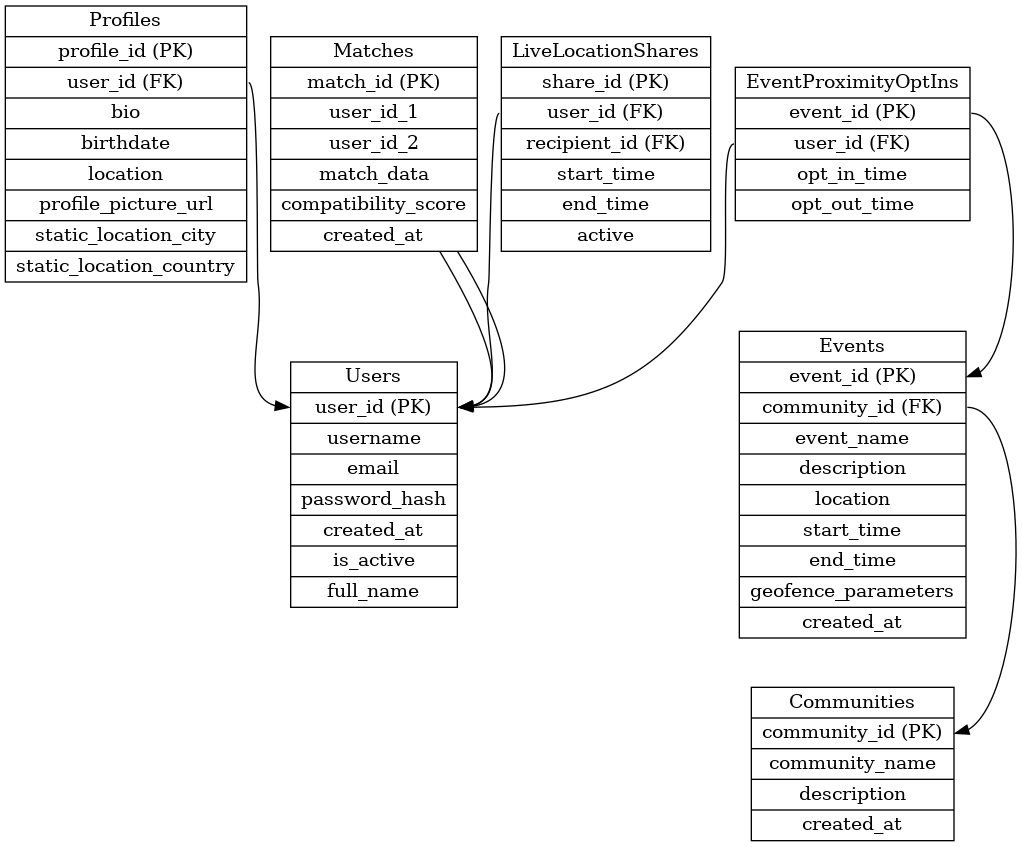 Profiles
profile_id (PK)
user_id (FK)
bio
birthdate
location
profile_picture_url
static_location_city
static_location_country
Matches
match_id (PK)
user_id_1
user_id_2
match_data
compatibility_score
created_at
LiveLocationShares
share_id (PK)
user_id (FK)
recipient_id (FK)
start_time
end_time
active
EventProximityOptIns
event_id (PK)
user_id (FK)
opt_in_time
opt_out_time
Users
user_id (PK)
username
email
password_hash
created_at
is_active
full_name
Events
event_id (PK)
community_id (FK)
event_name
description
location
start_time
end_time
geofence_parameters
created_at
Communities
community_id (PK)
community_name
description
created_at